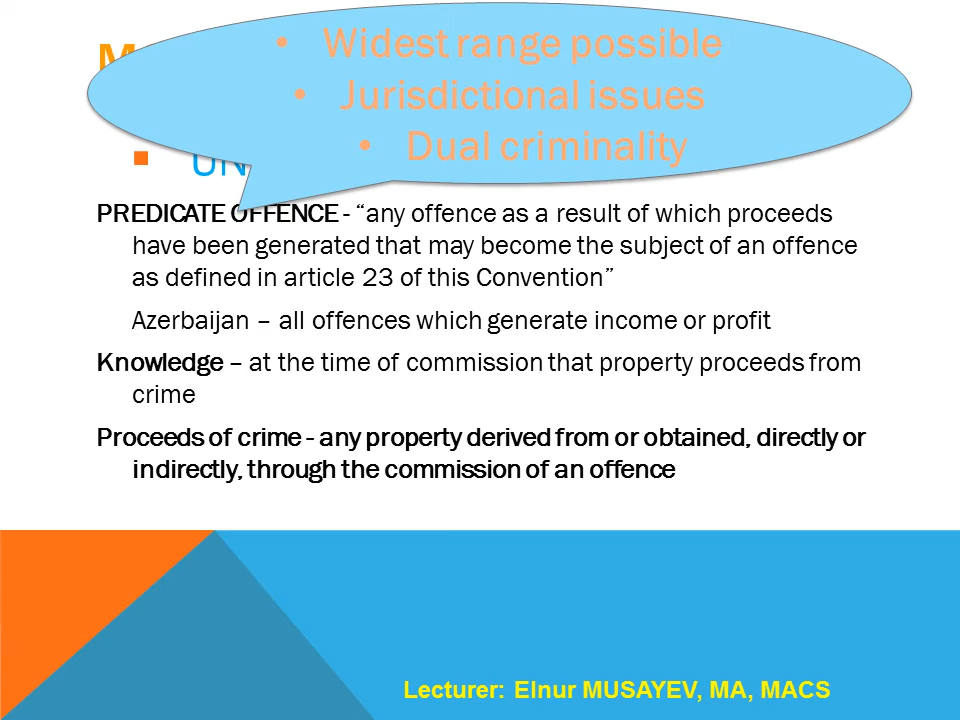 • Widest range possible
• Jurisdictional issues
• Dual criminality
PREDICATE OFFENCE - “any offence as a result of which proceeds
have been generated that may become the subject of an offence
as defined in article 23 of this Convention”
Azerbaijan – all offences which generate income or profit
Knowledge – at the time of commission that property proceeds from
crime
Proceeds of crime - any property derived from or obtained, directly or
indirectly, through the commission of an offence
Lecturer: Elnur MUSAYEV, MA, MACS